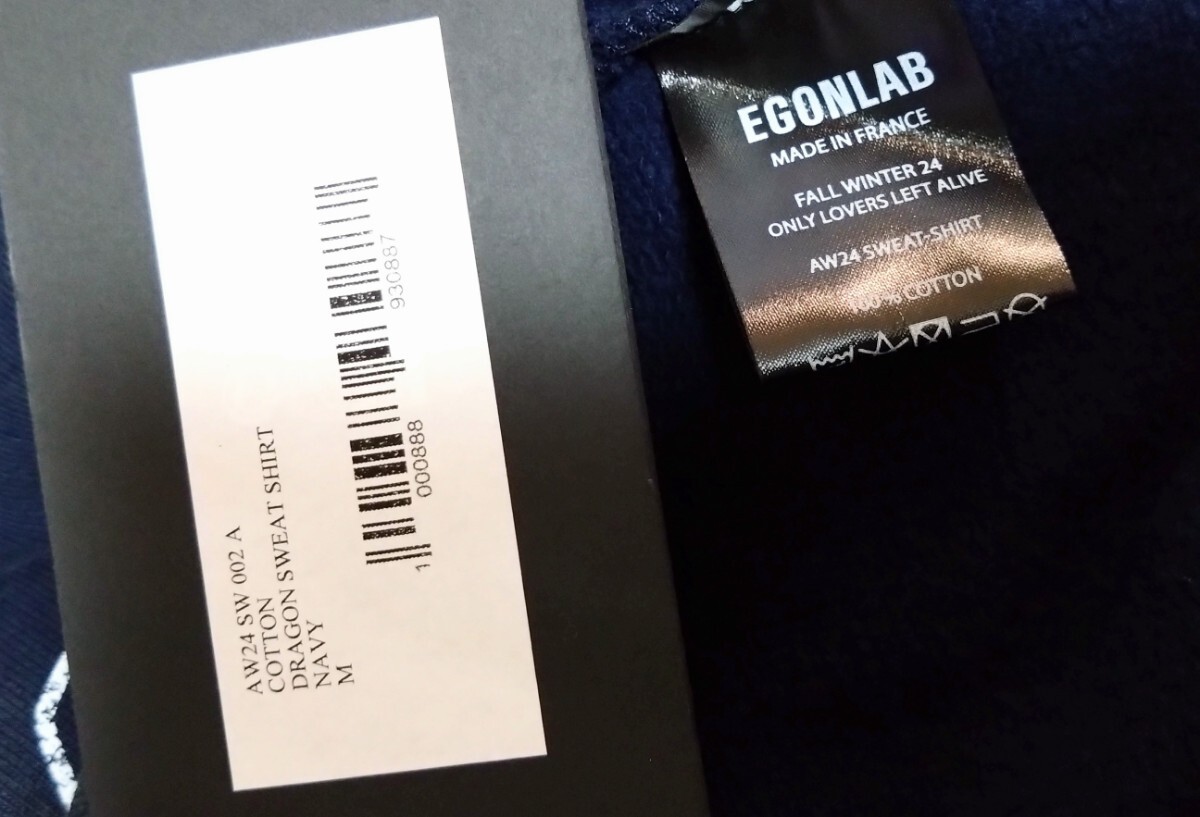 AW24 SW 002 A
COTTON
DRAGON SWEAT SHIRT
NAVY
M
1 000888 930887
EGONLAB
MADE IN FRANCE
FALL WINTER 24
ONLY LOVERS LEFT ALIVE
AW24 SWEAT-SHIRT
100% COTTON